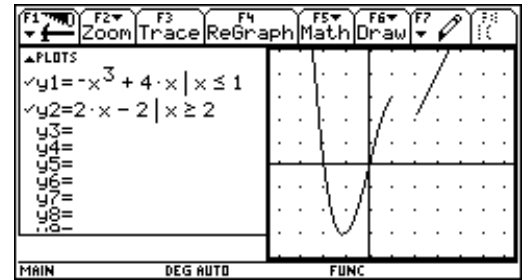 F1 F2 F3 F4 F5 F6 F7
Zoom Trace ReGraph Math Draw
PLOTS
✓y1=-x³ + 4·x | x ≤ 1
✓y2=2·x - 2 | x ≥ 2
y3=
y4=
y5=
y6=
y7=
y8=
MAIN DEG AUTO FUNC